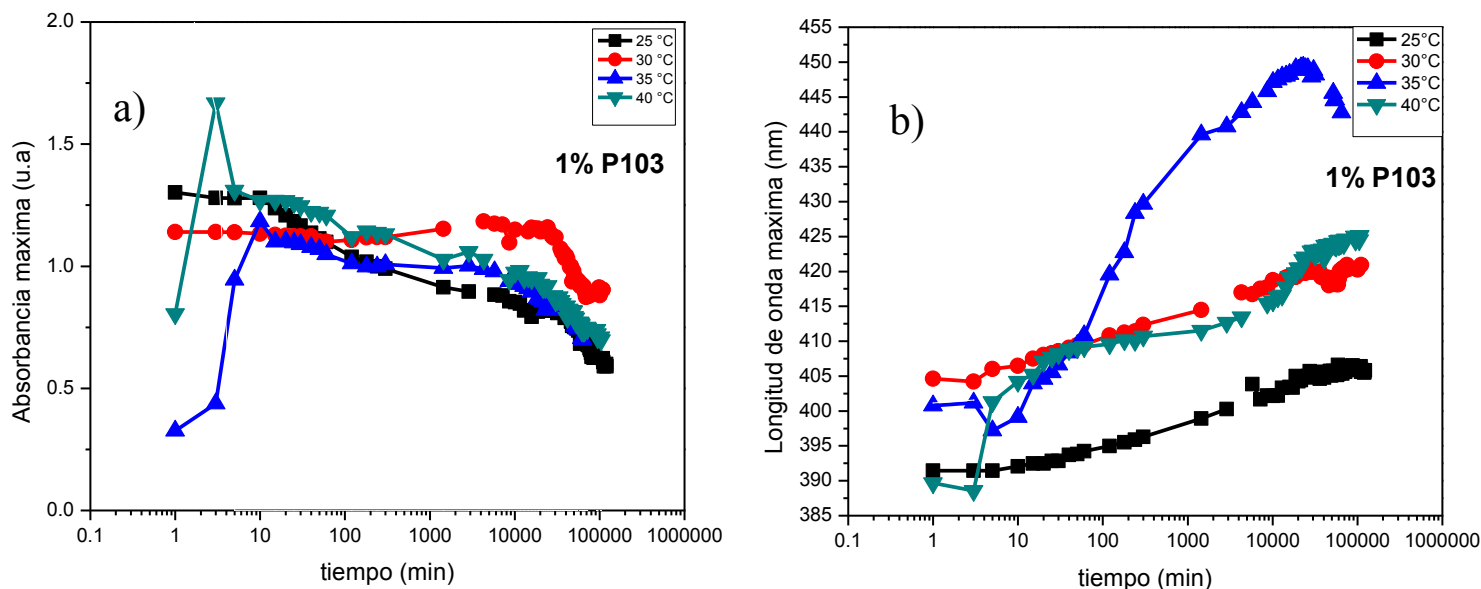 2.0
1.5
1.0
0.5
0.0
0.1
1
10
100
1000
10000
100000
1000000
Absorbancia maxima (u.a)
tiempo (min)
a)
25 °C
30 °C
35 °C
40 °C
1% P103
455
450
445
440
435
430
425
420
415
410
405
400
395
390
385
0.1
1
10
100
1000
10000
100000
1000000
Longitud de onda maxima (nm)
tiempo (min)
b)
25°C
30°C
35°C
40°C
1% P103